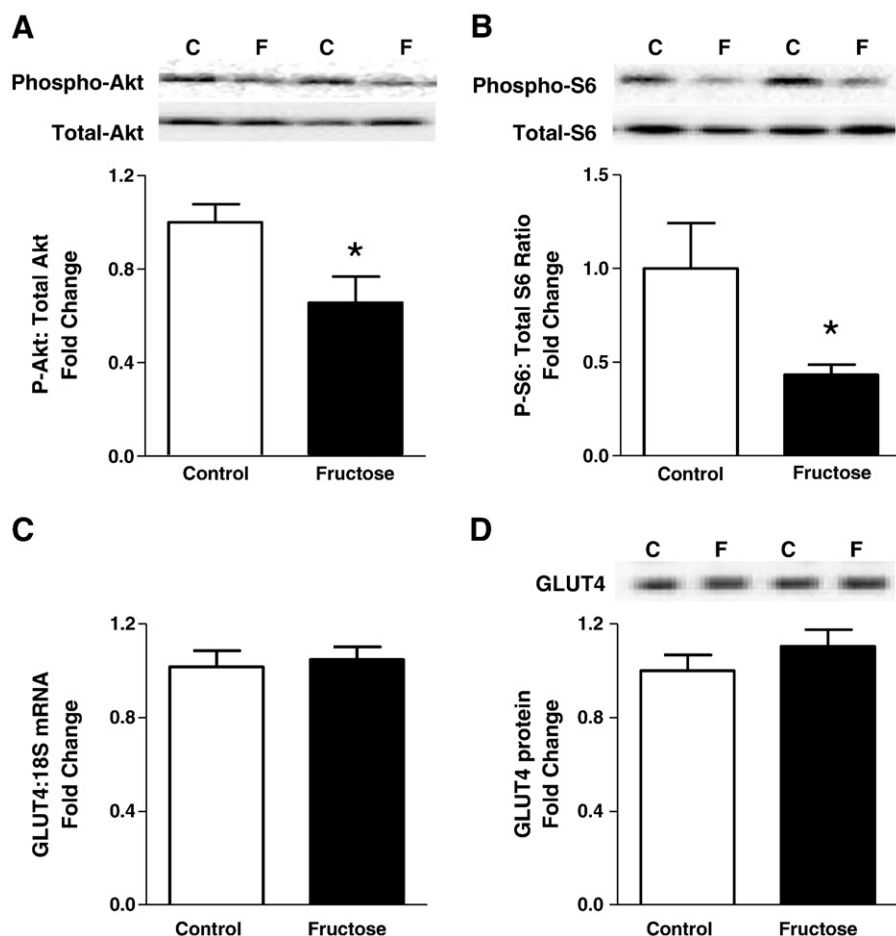 A
C F C F
Phospho-Akt
Total-Akt
P-Akt: Total Akt
Fold Change
1.2
0.8
0.4
0.0
*
Control Fructose
B
C F C F
Phospho-S6
Total-S6
P-S6: Total S6 Ratio
Fold Change
1.5
1.0
0.5
0.0
*
Control Fructose
C
GLUT4:18S mRNA
Fold Change
1.2
0.8
0.4
0.0
Control Fructose
D
C F C F
GLUT4
GLUT4 protein
Fold Change
1.2
0.8
0.4
0.0
Control Fructose